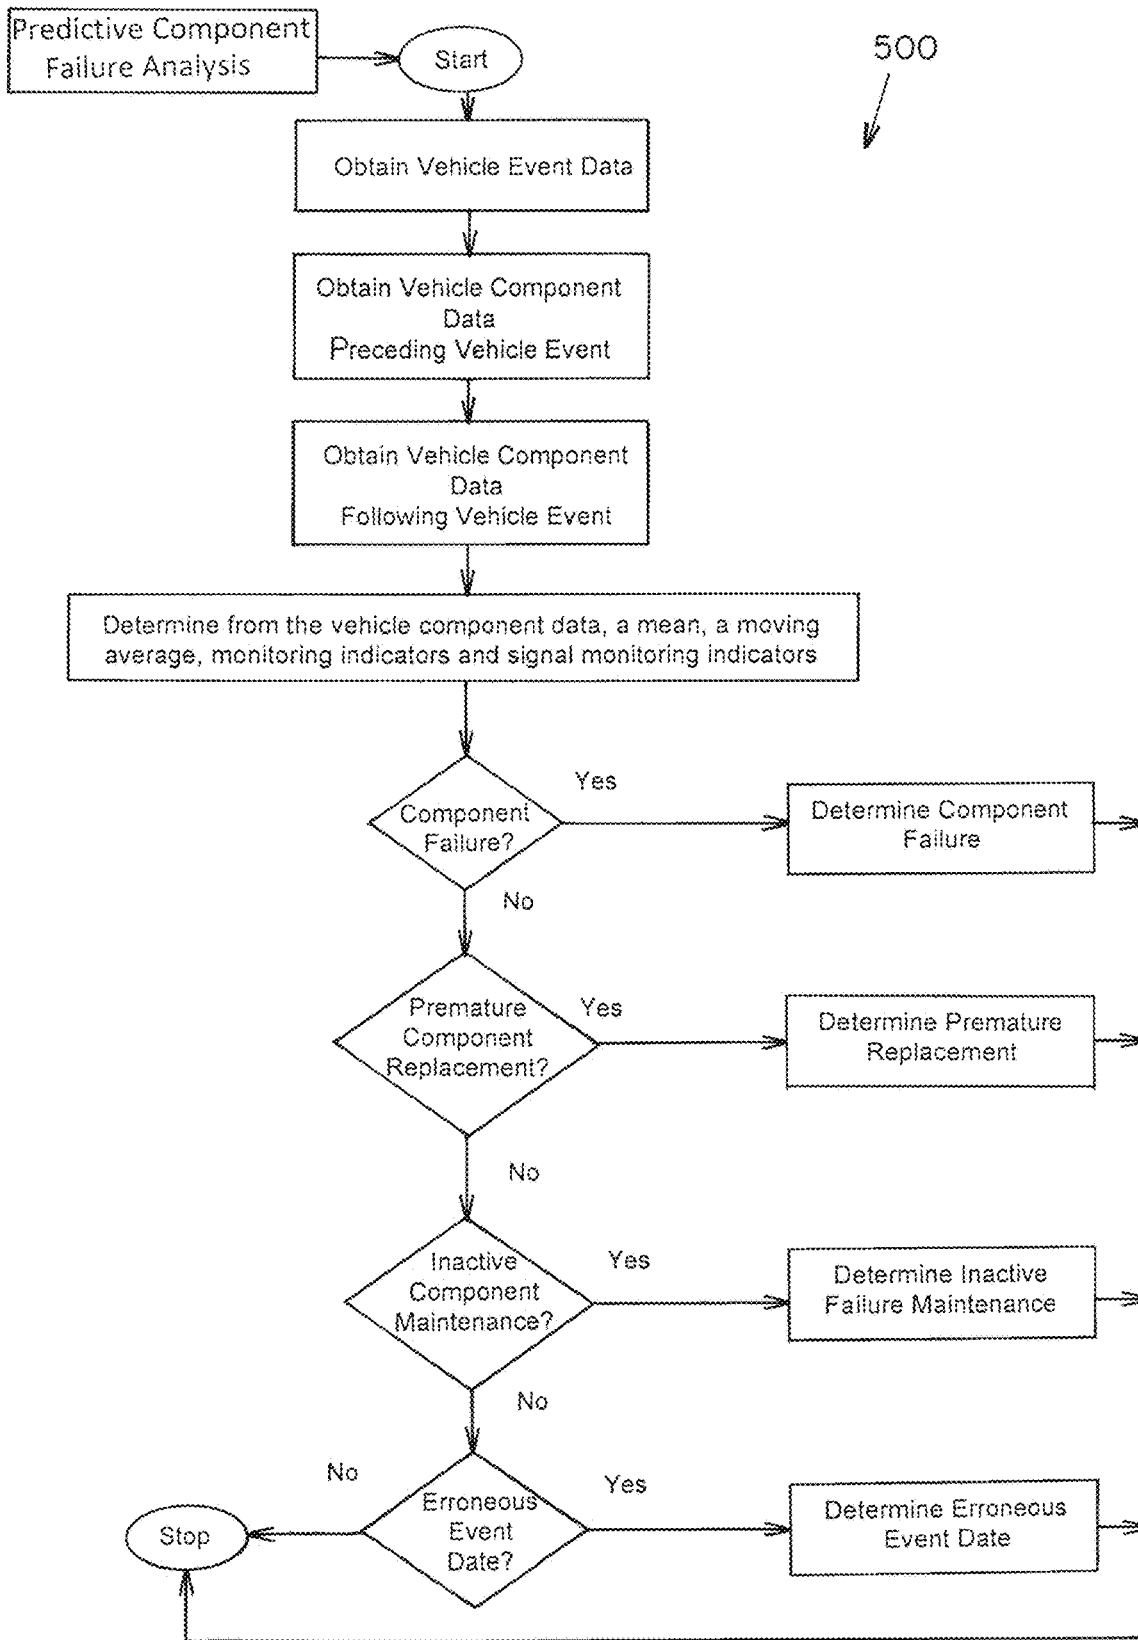 Predictive Component
Failure Analysis
Start
500
Obtain Vehicle Event Data
Obtain Vehicle Component
Data
Preceding Vehicle Event
Obtain Vehicle Component
Data
Following Vehicle Event
Determine from the vehicle component data, a mean, a moving
average, monitoring indicators and signal monitoring indicators
Component
Failure?
Yes
Determine Component
Failure
No
Premature
Component
Replacement?
Yes
Determine Premature
Replacement
No
Inactive
Component
Maintenance?
Yes
Determine Inactive
Failure Maintenance
No
Erroneous
Event
Date?
No
Stop
Yes
Determine Erroneous
Event Date